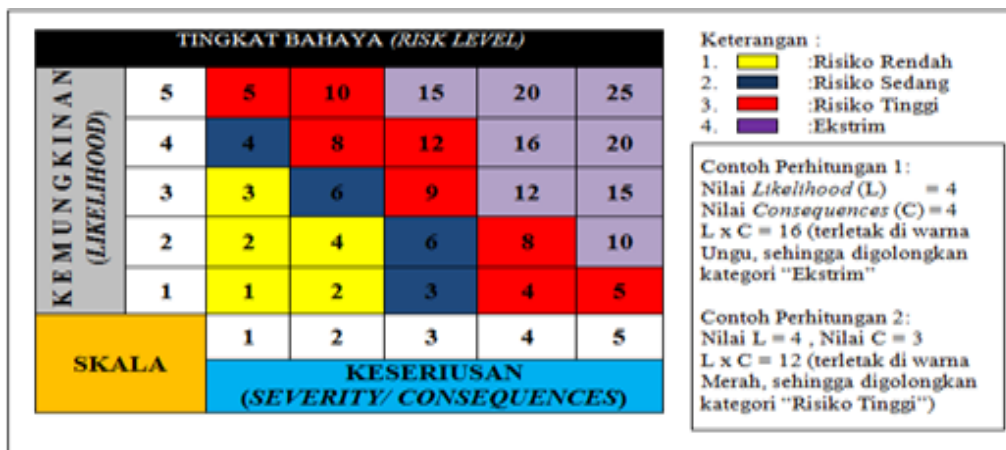 TINGKAT BAHAYA (RISK LEVEL)
KEMUNGKINAN
(LIKELIHOOD)
5 5 10 15 20 25
4 4 8 12 16 20
3 3 6 9 12 15
2 2 4 6 8 10
1 1 2 3 4 5
SKALA
1 2 3 4 5
KESERIUSAN
(SEVERITY/ CONSEQUENCES)
Keterangan :
1. :Risiko Rendah
2. :Risiko Sedang
3. :Risiko Tinggi
4. :Ekstrim
Contoh Perhitungan 1:
Nilai Likelihood (L) = 4
Nilai Consequences (C) = 4
L x C = 16 (terletak di warna
Ungu, sehingga digolongkan
kategori "Ekstrim"
Contoh Perhitungan 2:
Nilai L = 4 , Nilai C = 3
L x C = 12 (terletak di warna
Merah, sehingga digolongkan
kategori "Risiko Tinggi")